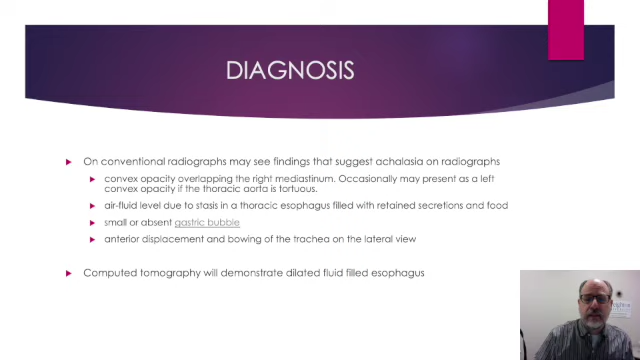 DIAGNOSIS
On conventional radiographs may see findings that suggest achalasia on radiographs
convex opacity overlapping the right mediastinum. Occasionally may present as a left
convex opacity if the thoracic aorta is tortuous.
air-fluid level due to stasis in a thoracic esophagus filled with retained secretions and food
small or absent gastric bubble
anterior displacement and bowing of the trachea on the lateral view
Computed tomography will demonstrate dilated fluid filled esophagus